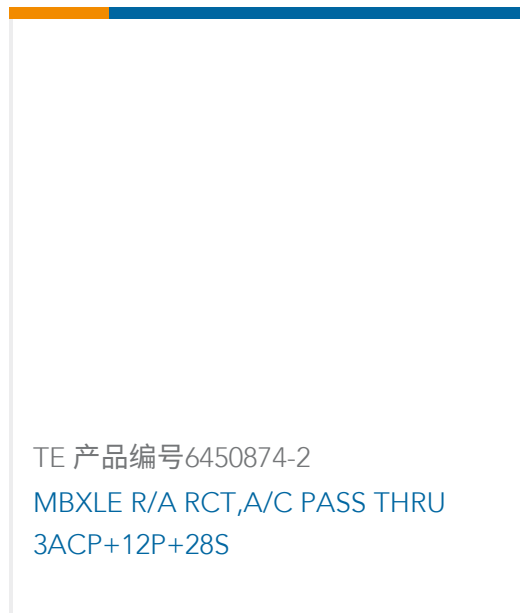 TE 产品编号6450874-2
MBXLE R/A RCT,A/C PASS THRU
3ACP+12P+28S